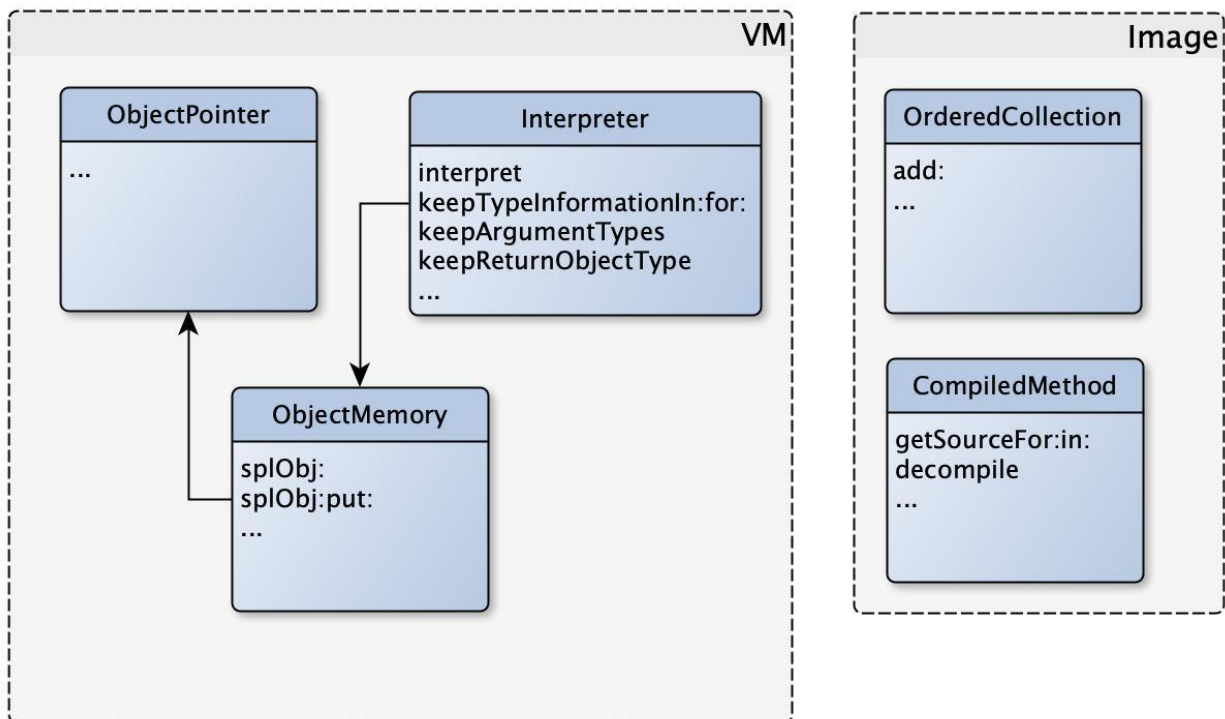 VM
ObjectPointer
...
Interpreter
interpret
keepTypeInformationIn:for:
keepArgumentTypes
keepReturnObjectType
...
ObjectMemory
splObj:
splObj:put:
...
Image
OrderedCollection
add:
...
CompiledMethod
getSourceFor:in:
decompile
...